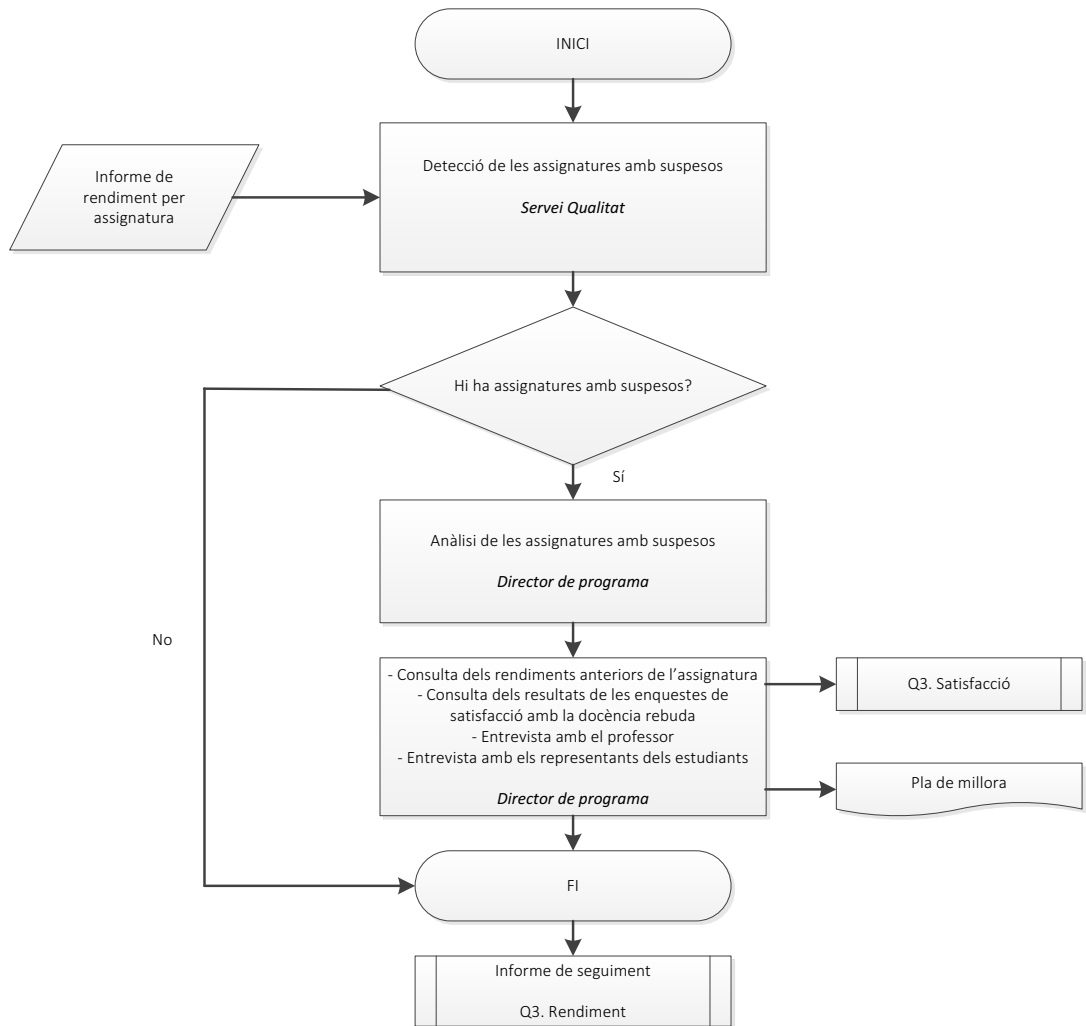 INICI
Informe de
rendiment per
assignatura
Detecció de les assignatures amb suspesos
Servei Qualitat
Hi ha assignatures amb suspesos?
Sí
Anàlisi de les assignatures amb suspesos
Director de programa
No
- Consulta dels rendiments anteriors de l’assignatura
- Consulta dels resultats de les enquestes de
satisfacció amb la docència rebuda
- Entrevista amb el professor
- Entrevista amb els representants dels estudiants
Director de programa
Q3. Satisfacció
Pla de millora
FI
Informe de seguiment
Q3. Rendiment